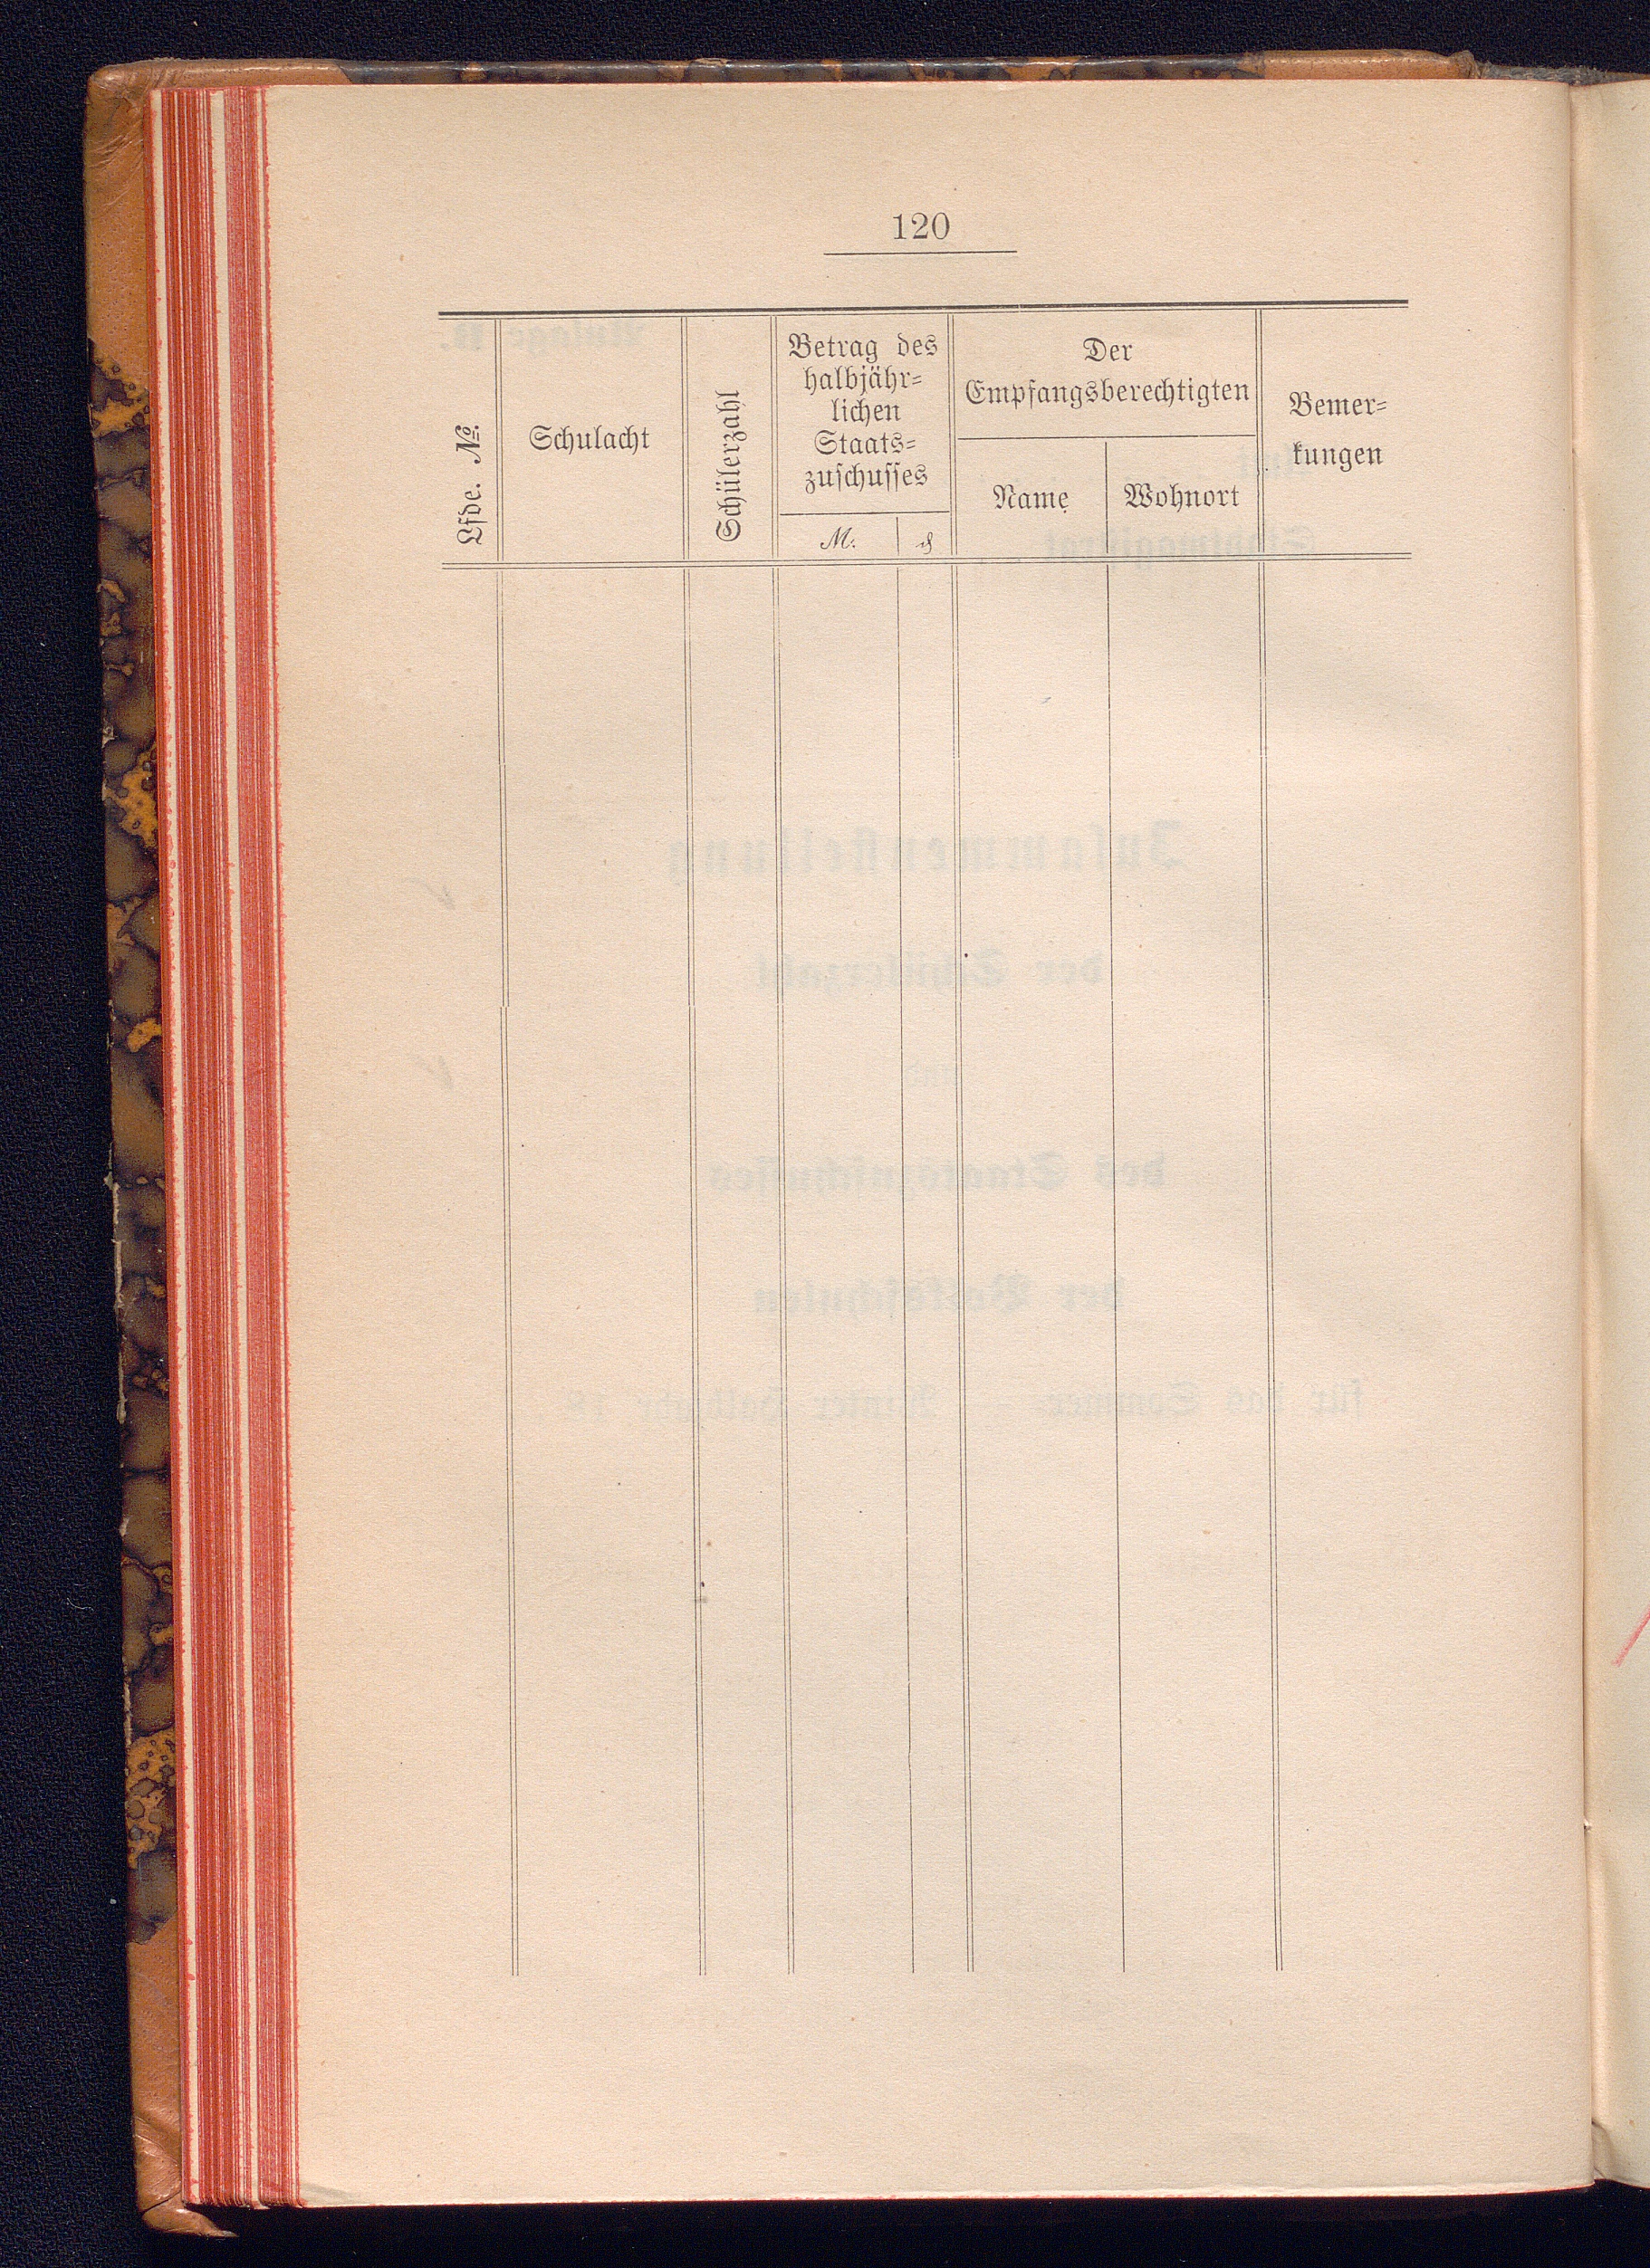 120
Lfde. №.
Schulacht
Schülerzahl
Betrag des
halbjähr=
lichen
Staats=
zuschusses
M. ₰
Der
Empfangsberechtigten
Name Wohnort
Bemer=
kungen